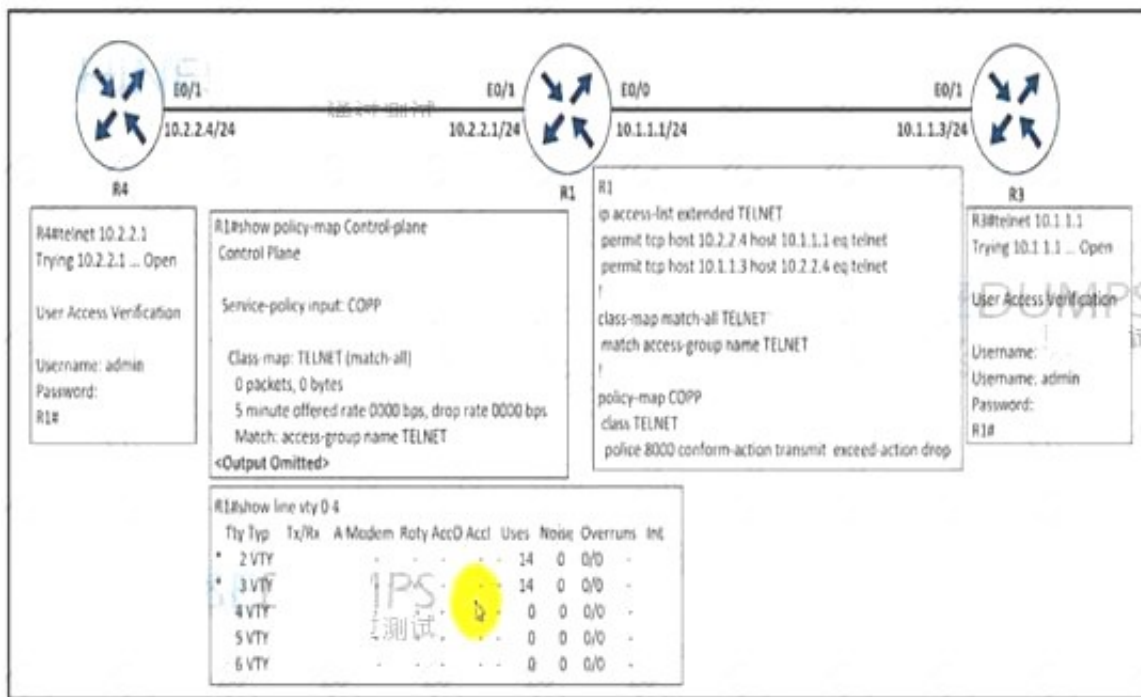 E0/1
E0/1
E0/0
E0/1
10.2.2.4/24
10.2.2.1/24
10.1.1.1/24
10.1.1.3/24
R4
R1
R3
R4#telnet 10.2.2.1
Trying 10.2.2.1 ... Open
User Access Verification
Username: admin
Password:
R1#
R1#show policy-map Control-plane
Control Plane
Service-policy input: COPP
Class-map: TELNET (match-all)
0 packets, 0 bytes
5 minute offered rate 0000 bps, drop rate 0000 bps
Match: access-group name TELNET
<Output Omitted>
R1
ip access-list extended TELNET
permit tcp host 10.2.2.4 host 10.1.1.1 eq telnet
permit tcp host 10.1.1.3 host 10.2.2.4 eq telnet
!
class-map match-all TELNET
match access-group name TELNET
!
policy-map COPP
class TELNET
police 8000 conform-action transmit exceed-action drop
R3#telnet 10.1.1.1
Trying 10.1.1.1 ... Open
User Access Verification
Username:
Username: admin
Password:
R1#
R1#show line vty 0 4
Tty Typ Tx/Rx A Modem Roty AccO AccI Uses Noise Overruns Int
* 2 VTY - - - - - 14 0 0/0 -
* 3 VTY - - - - - 14 0 0/0 -
4 VTY - - - - - 0 0 0/0 -
5 VTY - - - - - 0 0 0/0 -
6 VTY - - - - - 0 0 0/0 -
DUMPS
测试